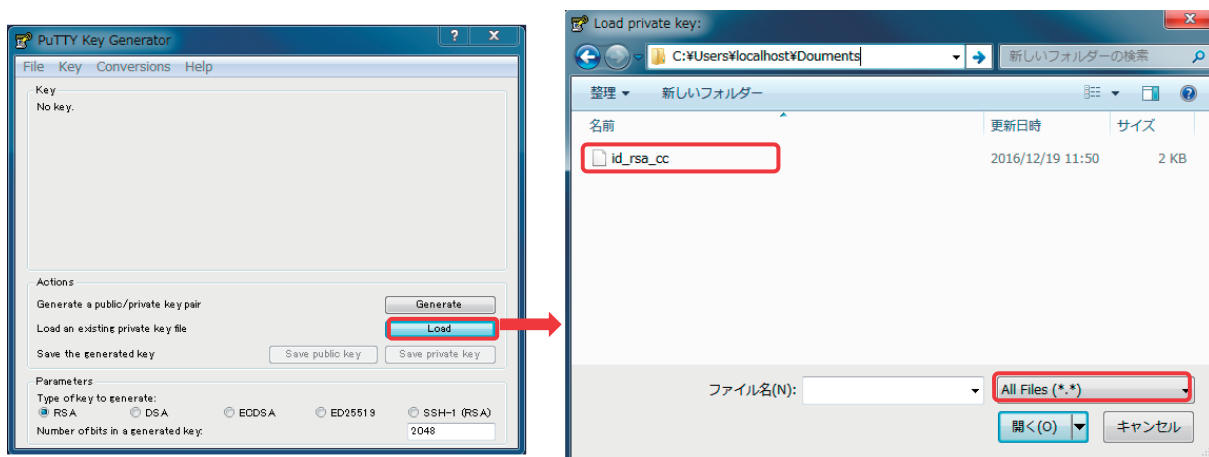 PuTTY Key Generator
File Key Conversions Help
Key
No key.
Actions
Generate a public/private key pair
Generate
Load an existing private key file
Load
Save the generated key
Save public key
Save private key
Parameters
Type of key to generate:
RSA DSA ECDSA ED25519 SSH-1 (RSA)
Number of bits in a generated key:
2048
Load private key:
C:¥Users¥localhost¥Douments
新しいフォルダーの検索
整理 新しいフォルダー
名前 更新日時 サイズ
id_rsa_cc 2016/12/19 11:50 2 KB
ファイル名(N):
All Files (*.*)
開く(O) キャンセル